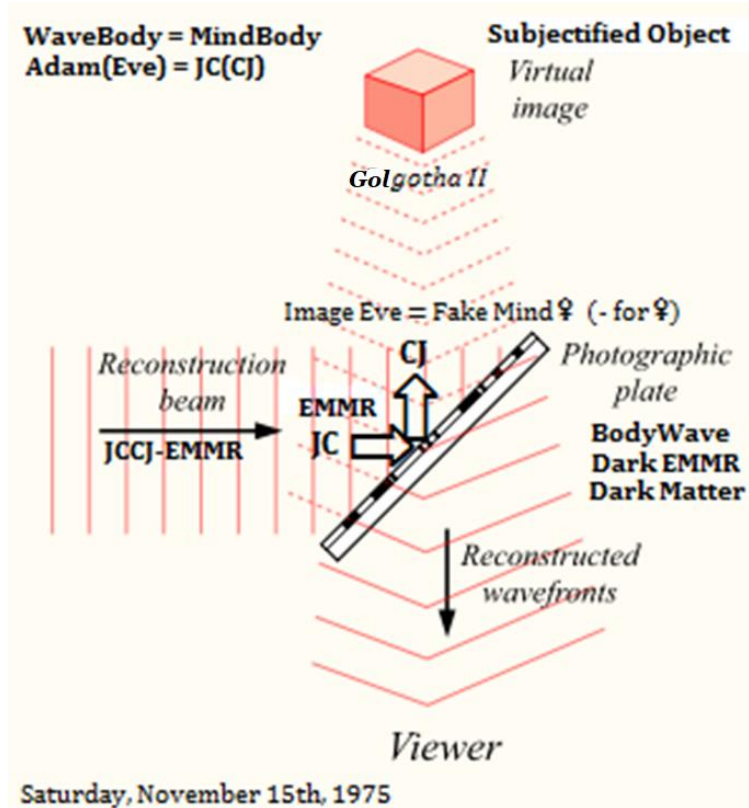 WaveBody = MindBody
Adam(Eve) = JC(CJ)
Subjectified Object
Virtual
image
Golgotha II
Image Eve = Fake Mind♀ (- for ♀)
CJ
Photographic
plate
Reconstruction
beam
EMMR
JC
JCCJ-EMMR
BodyWave
Dark EMMR
Dark Matter
Reconstructed
wavefronts
Viewer
Saturday, November 15th, 1975